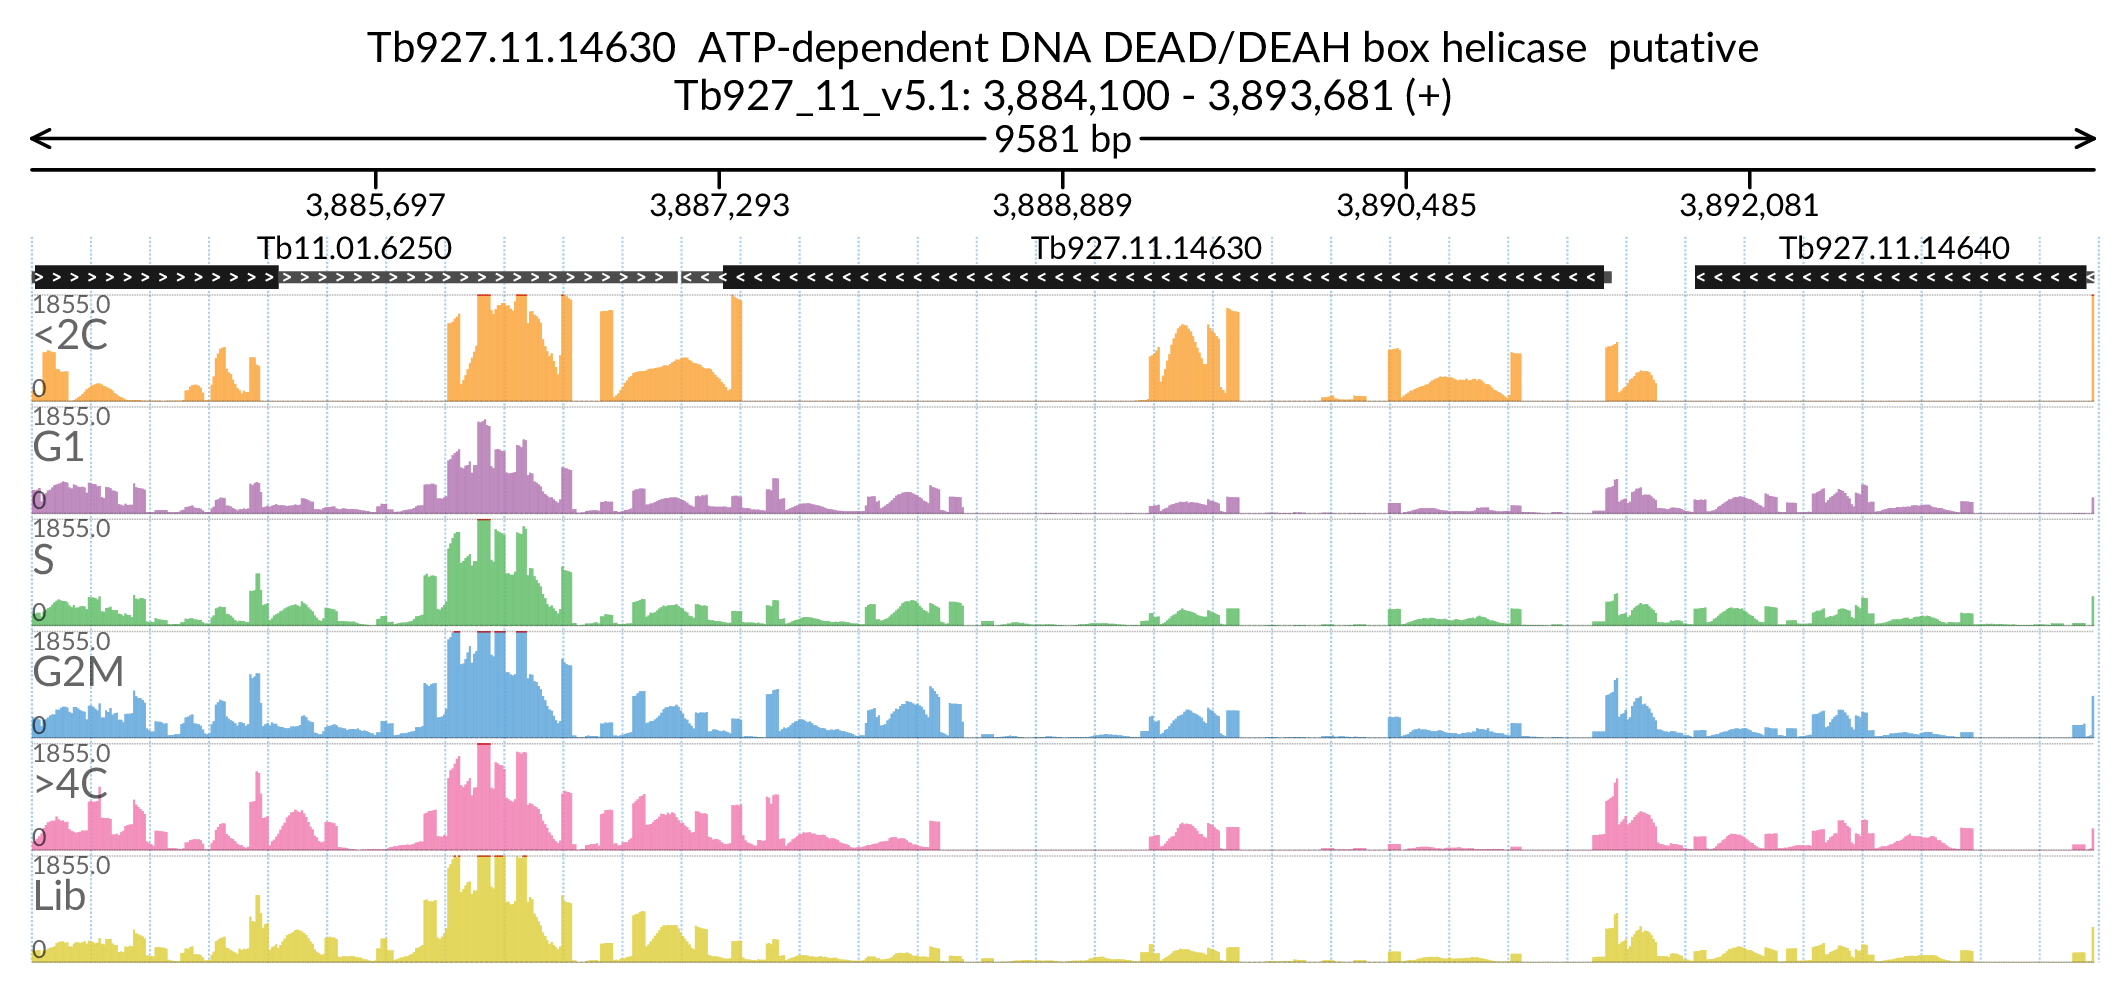 Tb927.11.14630  ATP-dependent DNA DEAD/DEAH box helicase  putative
Tb927_11_v5.1: 3,884,100 - 3,893,681 (+)
9581 bp
3,885,697 3,887,293 3,888,889 3,890,485 3,892,081
Tb11.01.6250 Tb927.11.14630 Tb927.11.14640
1855.0
<2C
0
1855.0
G1
0
1855.0
S
0
1855.0
G2M
0
1855.0
>4C
0
1855.0
Lib
0